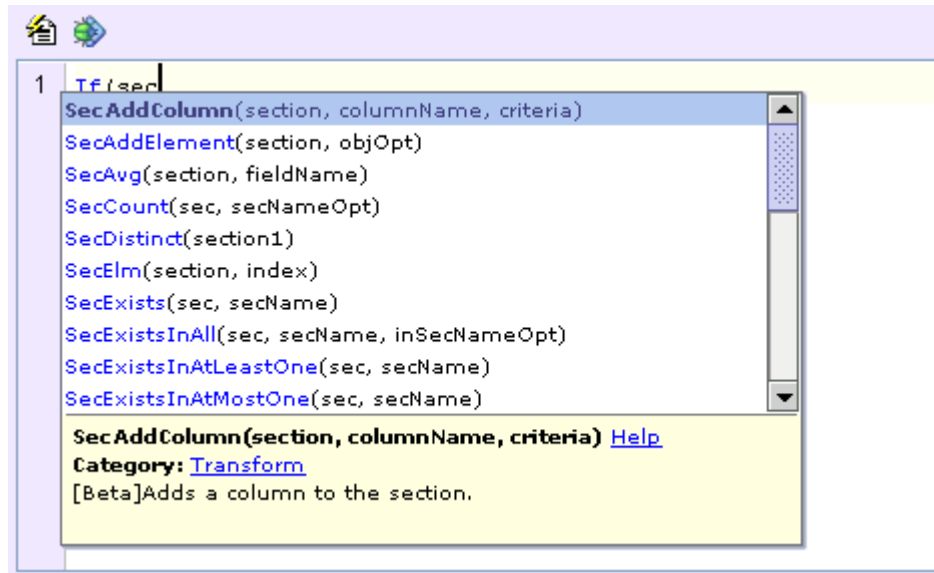 1 If(sec
SecAddColumn(section, columnName, criteria)
SecAddElement(section, objOpt)
SecAvg(section, fieldName)
SecCount(sec, secNameOpt)
SecDistinct(section1)
SecElm(section, index)
SecExists(sec, secName)
SecExistsInAll(sec, secName, inSecNameOpt)
SecExistsInAtLeastOne(sec, secName)
SecExistsInAtMostOne(sec, secName)
SecAddColumn(section, columnName, criteria) Help
Category: Transform
[Beta]Adds a column to the section.